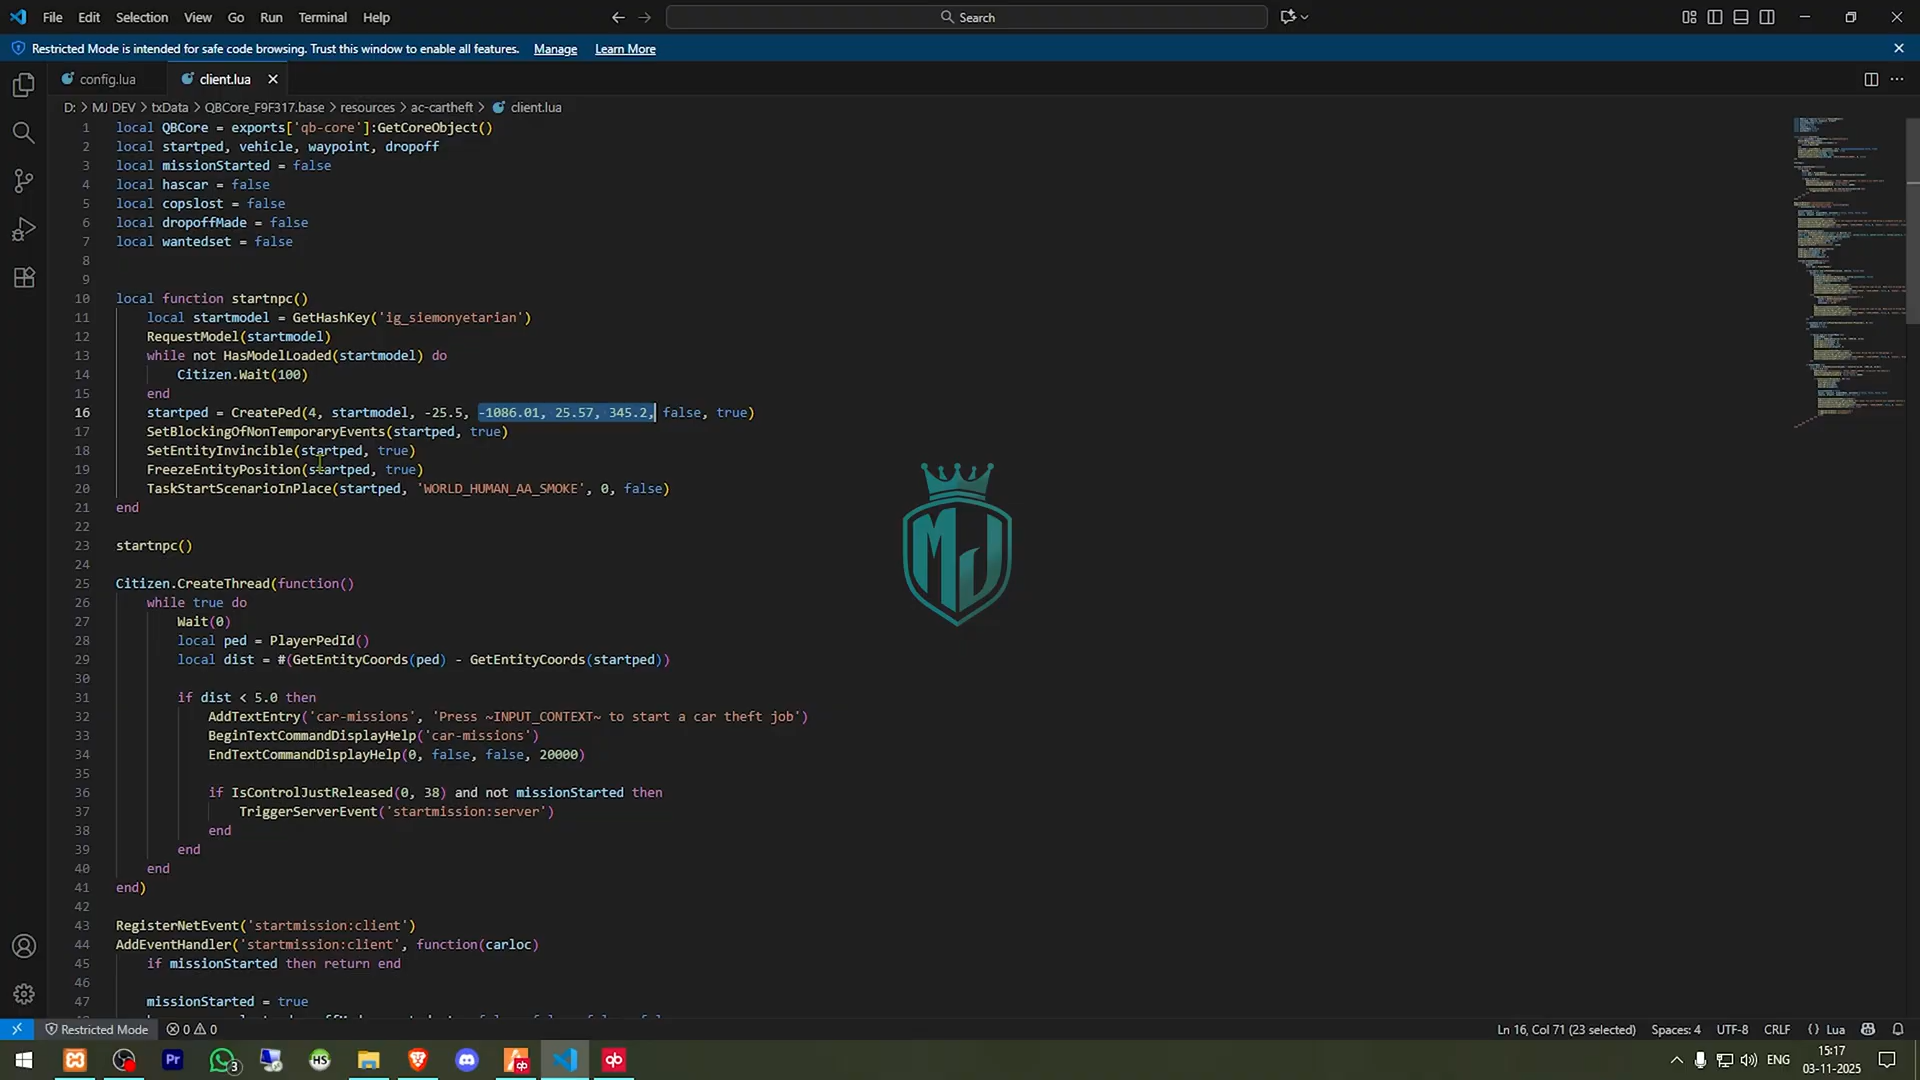 File Edit Selection View Go Run Terminal Help
Search
Restricted Mode is intended for safe code browsing. Trust this window to enable all features. Manage Learn More
config.lua client.lua
D: > MJ DEV > txData > QBCore_F9F317.base > resources > ac-cartheft > client.lua
1 local QBCore = exports['qb-core']:GetCoreObject()
2 local startped, vehicle, waypoint, dropoff
3 local missionStarted = false
4 local hascar = false
5 local copslost = false
6 local dropoffMade = false
7 local wantedset = false
8
9
10 local function startnpc()
11 local startmodel = GetHashKey('ig_siemonyetarian')
12 RequestModel(startmodel)
13 while not HasModelLoaded(startmodel) do
14 Citizen.Wait(100)
15 end
16 startped = CreatePed(4, startmodel, -25.5, -1086.01, 25.57, 345.2, false, true)
17 SetBlockingOfNonTemporaryEvents(startped, true)
18 SetEntityInvincible(startped, true)
19 FreezeEntityPosition(startped, true)
20 TaskStartScenarioInPlace(startped, 'WORLD_HUMAN_AA_SMOKE', 0, false)
21 end
22
23 startnpc()
24
25 Citizen.CreateThread(function()
26 while true do
27 Wait(0)
28 local ped = PlayerPedId()
29 local dist = #(GetEntityCoords(ped) - GetEntityCoords(startped))
30
31 if dist < 5.0 then
32 AddTextEntry('car-missions', 'Press ~INPUT_CONTEXT~ to start a car theft job')
33 BeginTextCommandDisplayHelp('car-missions')
34 EndTextCommandDisplayHelp(0, false, false, 20000)
35
36 if IsControlJustReleased(0, 38) and not missionStarted then
37 TriggerServerEvent('startmission:server')
38 end
39 end
40 end
41 end)
42
43 RegisterNetEvent('startmission:client')
44 AddEventHandler('startmission:client', function(carloc)
45 if missionStarted then return end
46
47 missionStarted = true
MJ
Restricted Mode 0 0 Ln 16, Col 71 (23 selected) Spaces: 4 UTF-8 CRLF {} Lua
Pr 3 HS qb qb ENG 15:17
03-11-2025